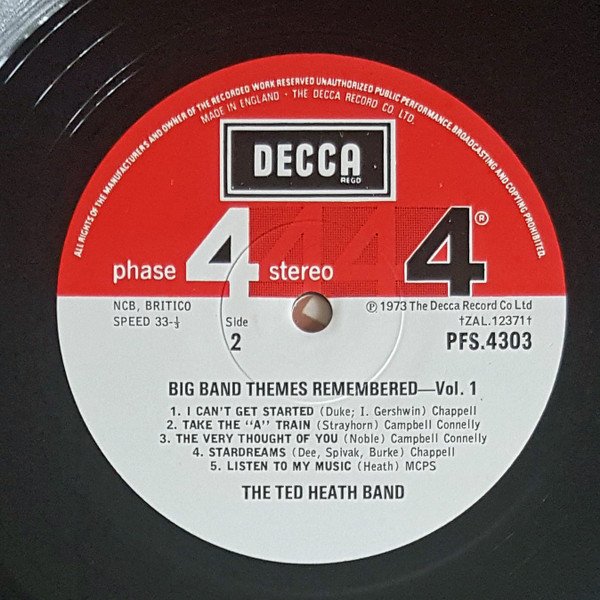 ALL RIGHTS OF THE MANUFACTURERS AND OWNER OF THE RECORDED WORK RESERVED UNAUTHORIZED PUBLIC PERFORMANCE BROADCASTING AND COPYING PROHIBITED.
MADE IN ENGLAND · THE DECCA RECORD CO LTD.
DECCA
REGD
phase 4 stereo 4®
NCB, BRITICO
SPEED 33-⅓
Side
2
℗ 1973 The Decca Record Co Ltd
†ZAL.12371†
PFS.4303
BIG BAND THEMES REMEMBERED—Vol. 1
1. I CAN'T GET STARTED (Duke; I. Gershwin) Chappell
2. TAKE THE "A" TRAIN (Strayhorn) Campbell Connelly
3. THE VERY THOUGHT OF YOU (Noble) Campbell Connelly
4. STARDREAMS (Dee, Spivak, Burke) Chappell
5. LISTEN TO MY MUSIC (Heath) MCPS
THE TED HEATH BAND